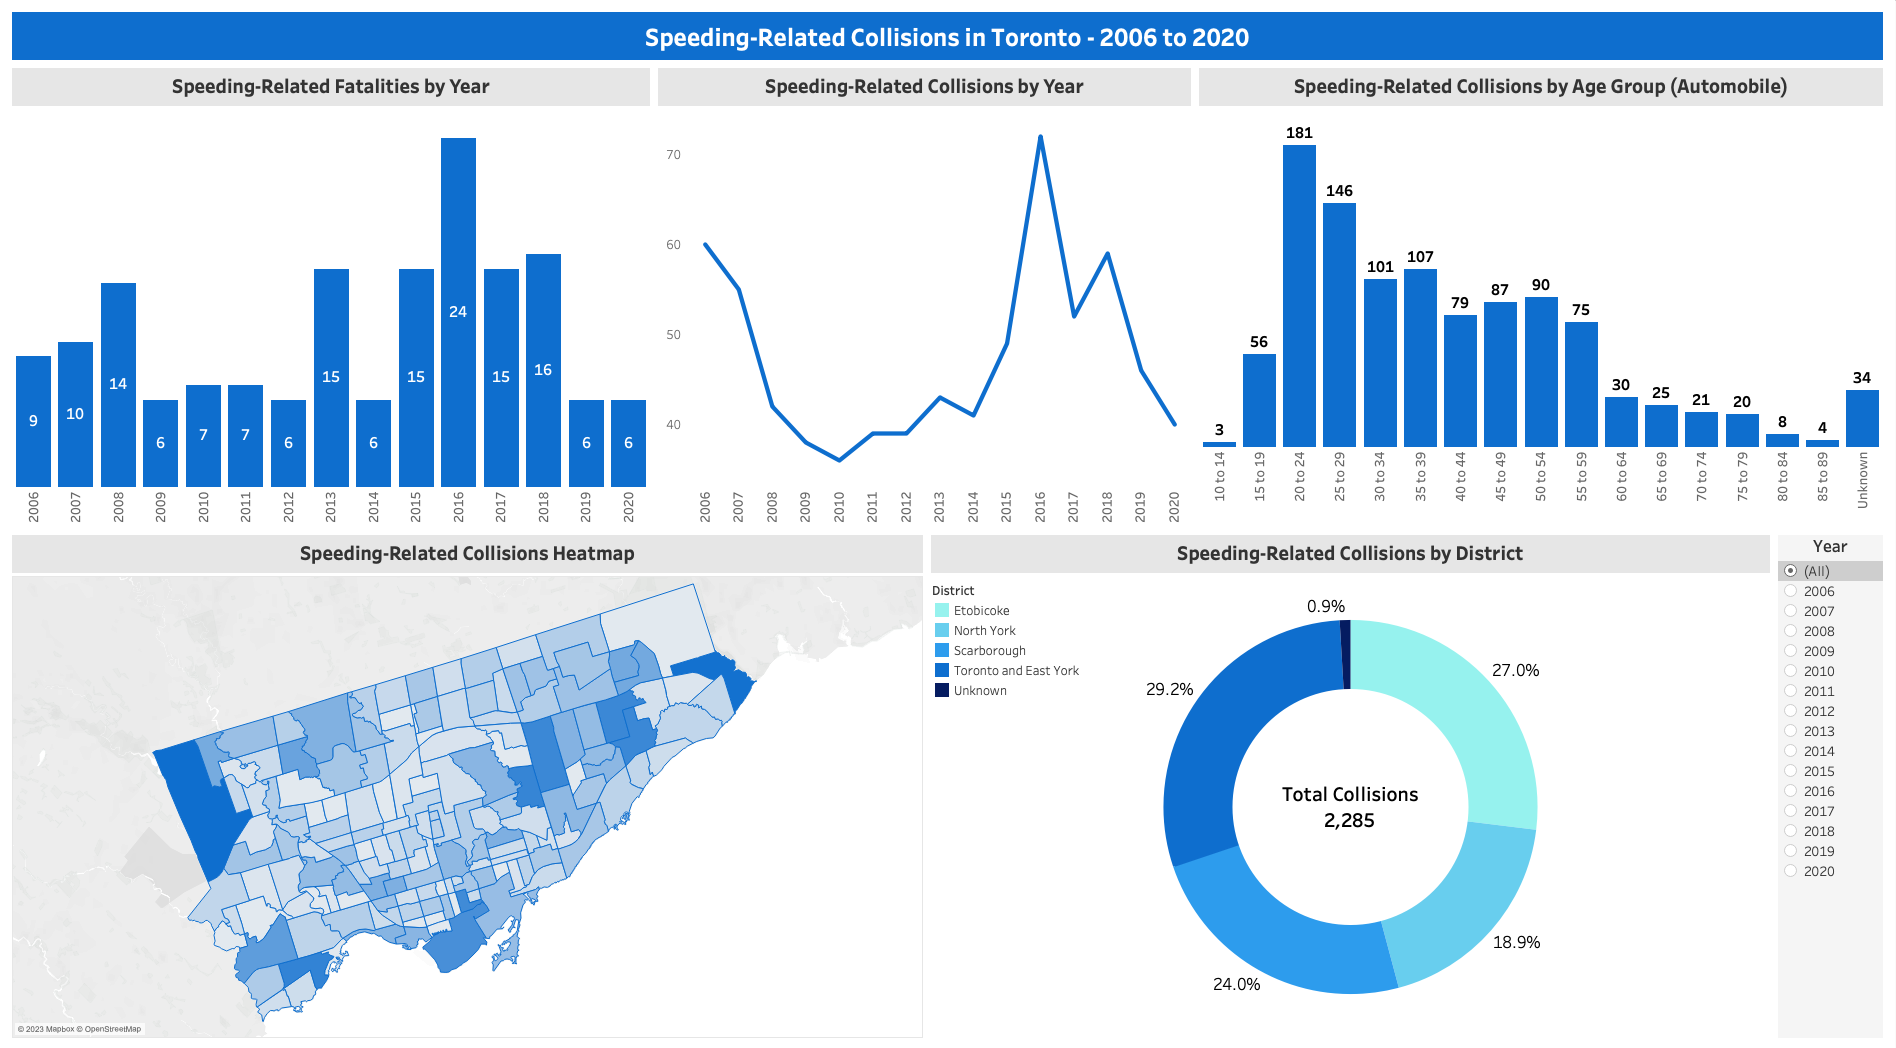 Speeding-Related Collisions in Toronto - 2006 to 2020
Speeding-Related Fatalities by Year
9 10 14 6 7 7 6 15 6 15 24 15 16 6 6
2006 2007 2008 2009 2010 2011 2012 2013 2014 2015 2016 2017 2018 2019 2020
Speeding-Related Collisions by Year
70
60
50
40
2006 2007 2008 2009 2010 2011 2012 2013 2014 2015 2016 2017 2018 2019 2020
Speeding-Related Collisions by Age Group (Automobile)
3 56 181 146 101 107 79 87 90 75 30 25 21 20 8 4 34
10 to 14 15 to 19 20 to 24 25 to 29 30 to 34 35 to 39 40 to 44 45 to 49 50 to 54 55 to 59 60 to 64 65 to 69 70 to 74 75 to 79 80 to 84 85 to 89 Unknown
Speeding-Related Collisions Heatmap
© 2023 Mapbox © OpenStreetMap
Speeding-Related Collisions by District
District
Etobicoke
North York
Scarborough
Toronto and East York
Unknown
0.9%
27.0%
29.2%
Total Collisions
2,285
18.9%
24.0%
Year
(All)
2006
2007
2008
2009
2010
2011
2012
2013
2014
2015
2016
2017
2018
2019
2020